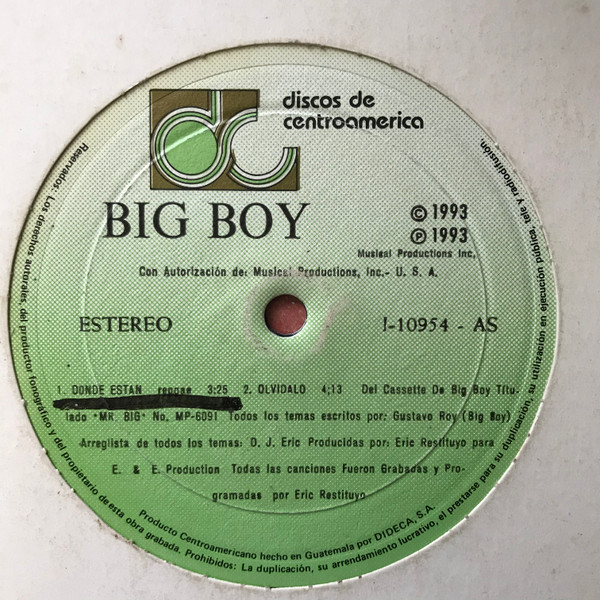 dc
discos de
centroamerica
BIG BOY
© 1993
℗ 1993
Musical Productions Inc.
Con Autorización de: Musical Productions, Inc.- U. S. A.
ESTEREO
I-10954 - AS
1. DONDE ESTAN reggae 3:25 2. OLVIDALO 4;13 Del Cassette De Big Boy Titu-
lado "MR. BIG" No. MP-6091 Todos los temas escritos por: Gustavo Roy (Big Boy)
Arreglista de todos los temas: D. J. Eric Producidas por: Eric Restituyo para
E. & E. Production Todas las canciones Fueron Grabadas y Pro-
gramadas por Eric Restituyo
Producto Centroamericano hecho en Guatemala por DIDECA, S.A.
Reservados: Los derechos autorales, del productor fonográfico y del propietario de esta obra grabada. Prohibidos: La duplicación, su arrendamiento lucrativo, el prestarse para su duplicación, su utilización en ejecución pública, tele y radiodifusión.